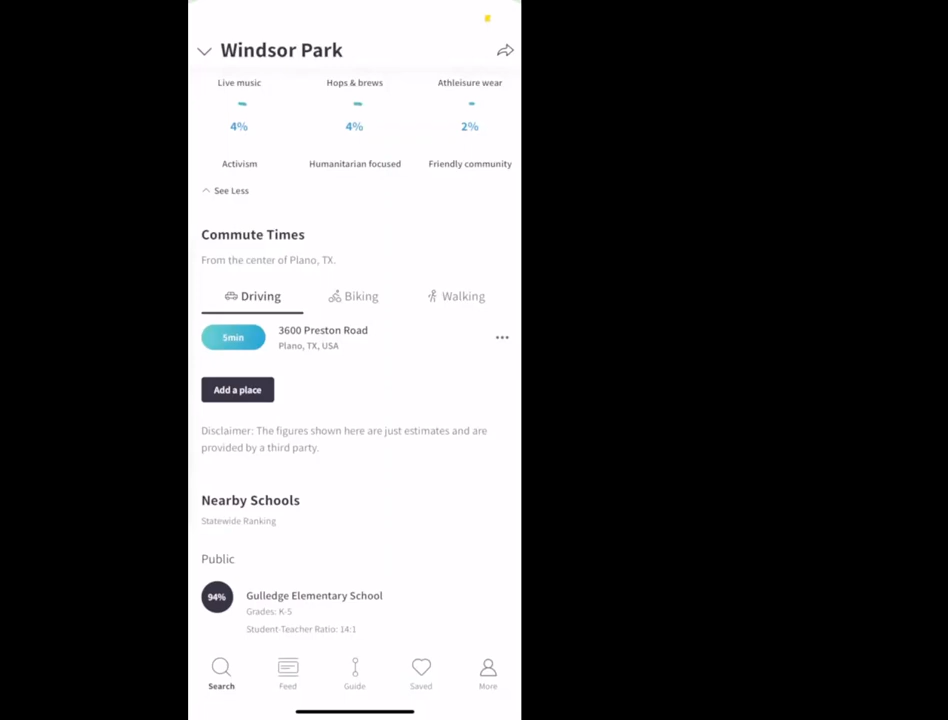 Windsor Park
Live music Hops & brews Athleisure wear
4% 4% 2%
Activism Humanitarian focused Friendly community
See Less
Commute Times
From the center of Plano, TX.
Driving Biking Walking
5min 3600 Preston Road
Plano, TX, USA
Add a place
Disclaimer: The figures shown here are just estimates and are
provided by a third party.
Nearby Schools
Statewide Ranking
Public
94% Gulledge Elementary School
Grades: K-5
Student-Teacher Ratio: 14:1
Search Feed Guide Saved More